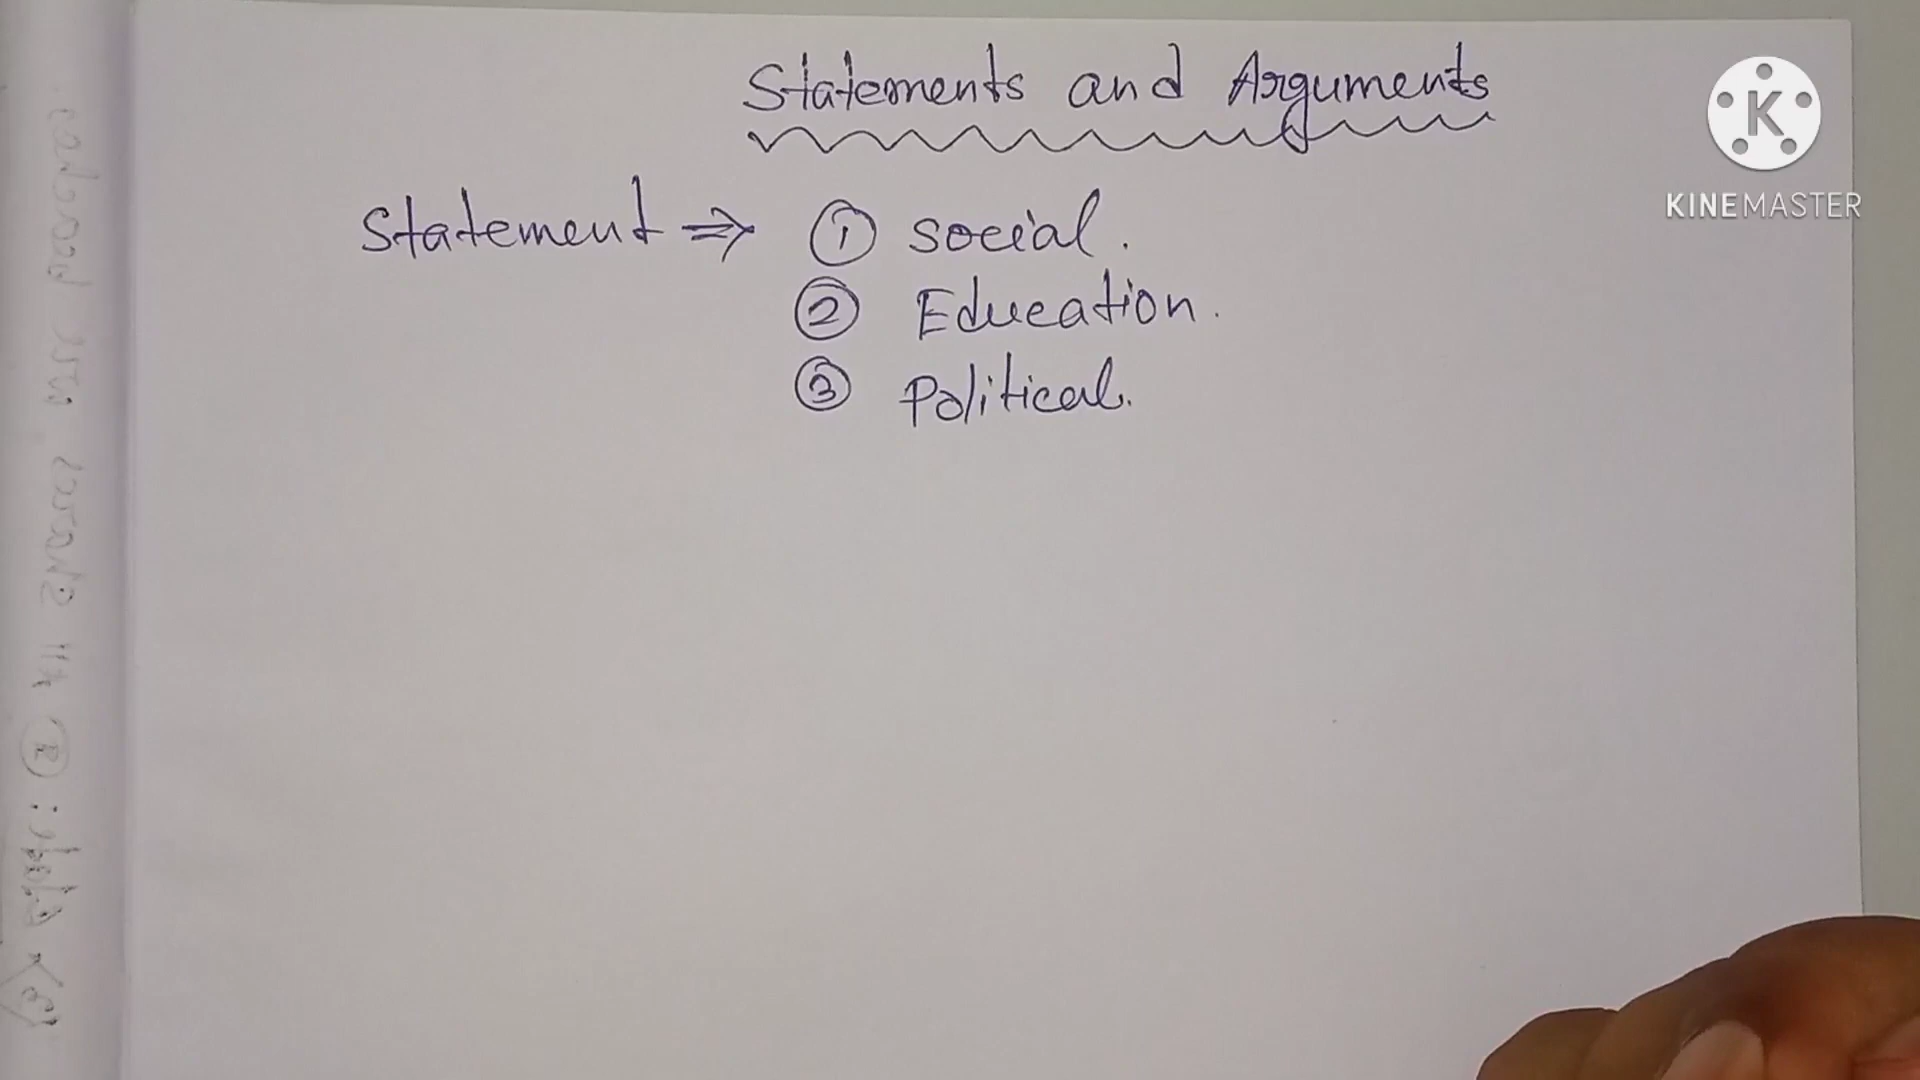 Statements and Arguments
Statement ⇒ ① Social.
② Education.
③ Political.
K
KINEMASTER